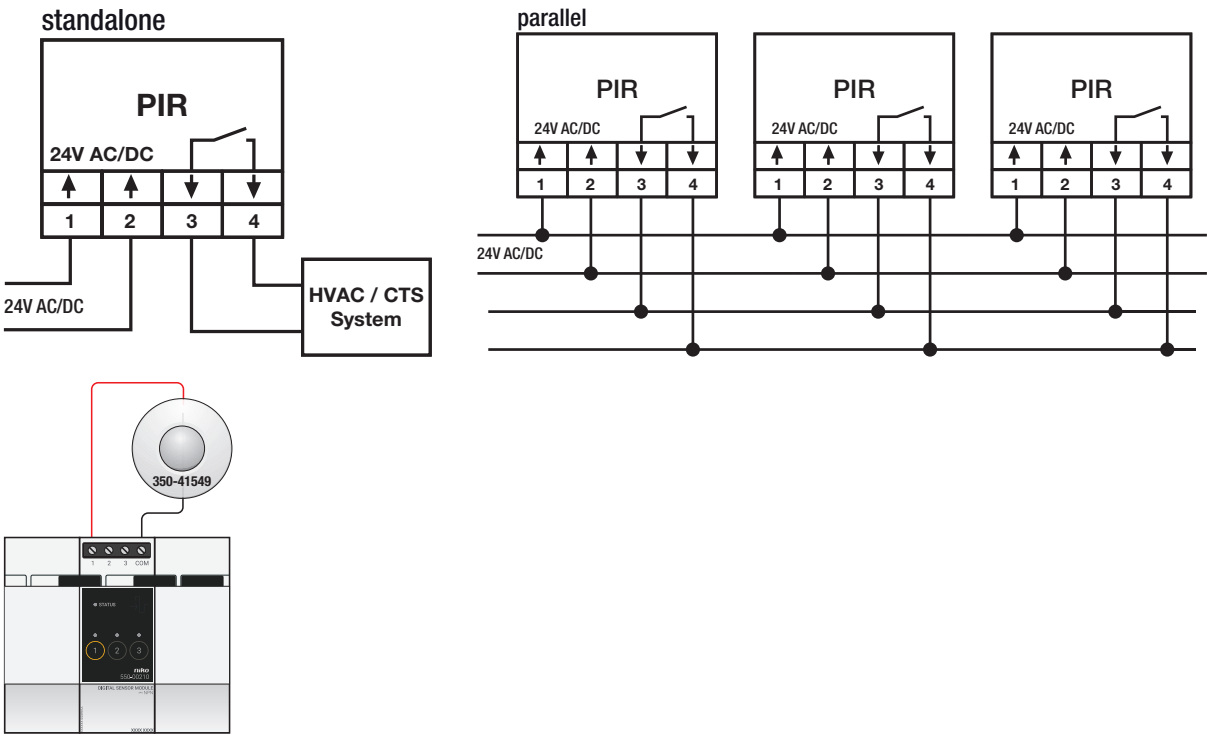 standalone
PIR
24V AC/DC
1 2 3 4
24V AC/DC
HVAC / CTS
System
parallel
PIR
24V AC/DC
1 2 3 4
PIR
24V AC/DC
1 2 3 4
PIR
24V AC/DC
1 2 3 4
24V AC/DC
350-41549
1 2 3 COM
STATUS
1 2 3
niko
550-00210
DIGITAL SENSOR MODULE
XXXX XXXX